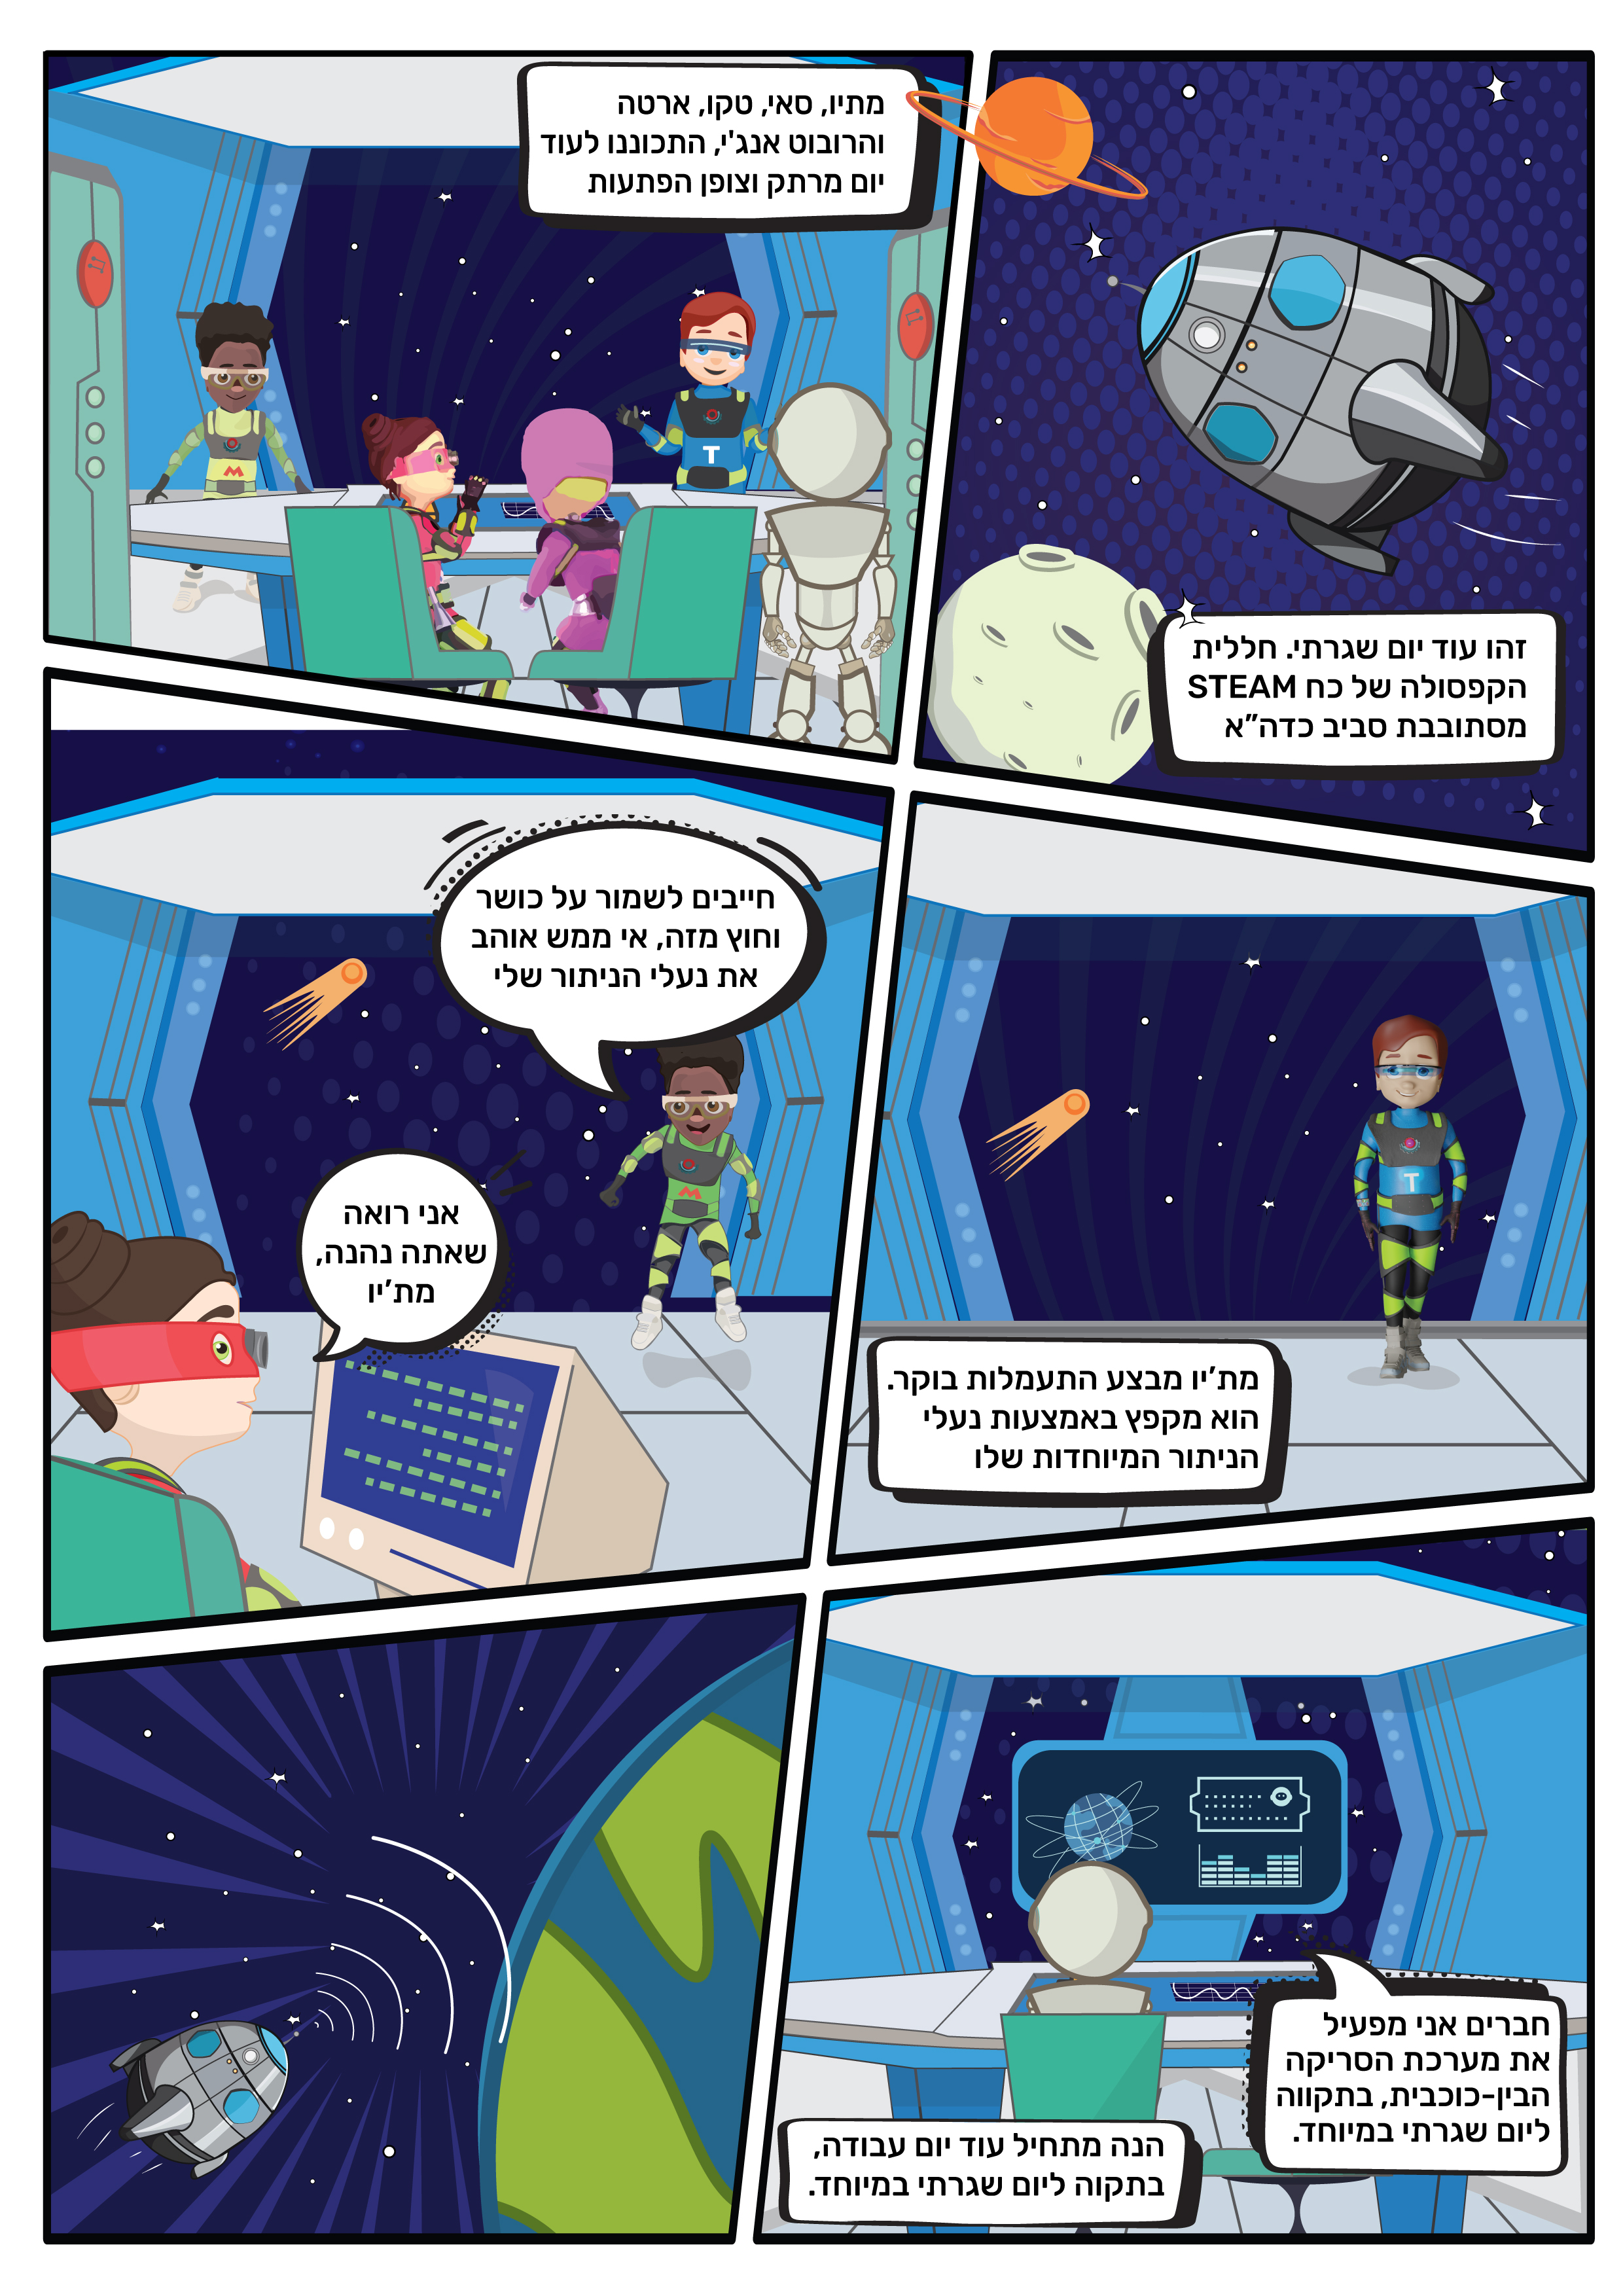 זהו עוד יום שגרתי. חללית
הקפסולה של כח STEAM
מסתובבת סביב כדה״א
מתיו, סאי, טקו, ארטה
והרובוט אנג'י, התכוננו לעוד
יום מרתק וצופן הפתעות
M
T
T
מת׳יו מבצע התעמלות בוקר.
הוא מקפץ באמצעות נעלי
הניתור המיוחדות שלו
חייבים לשמור על כושר
וחוץ מזה, אי ממש אוהב
את נעלי הניתור שלי
M
אני רואה
שאתה נהנה,
מת׳יו
חברים אני מפעיל
את מערכת הסריקה
הבין-כוכבית, בתקווה
ליום שגרתי במיוחד.
הנה מתחיל עוד יום עבודה,
בתקוה ליום שגרתי במיוחד.